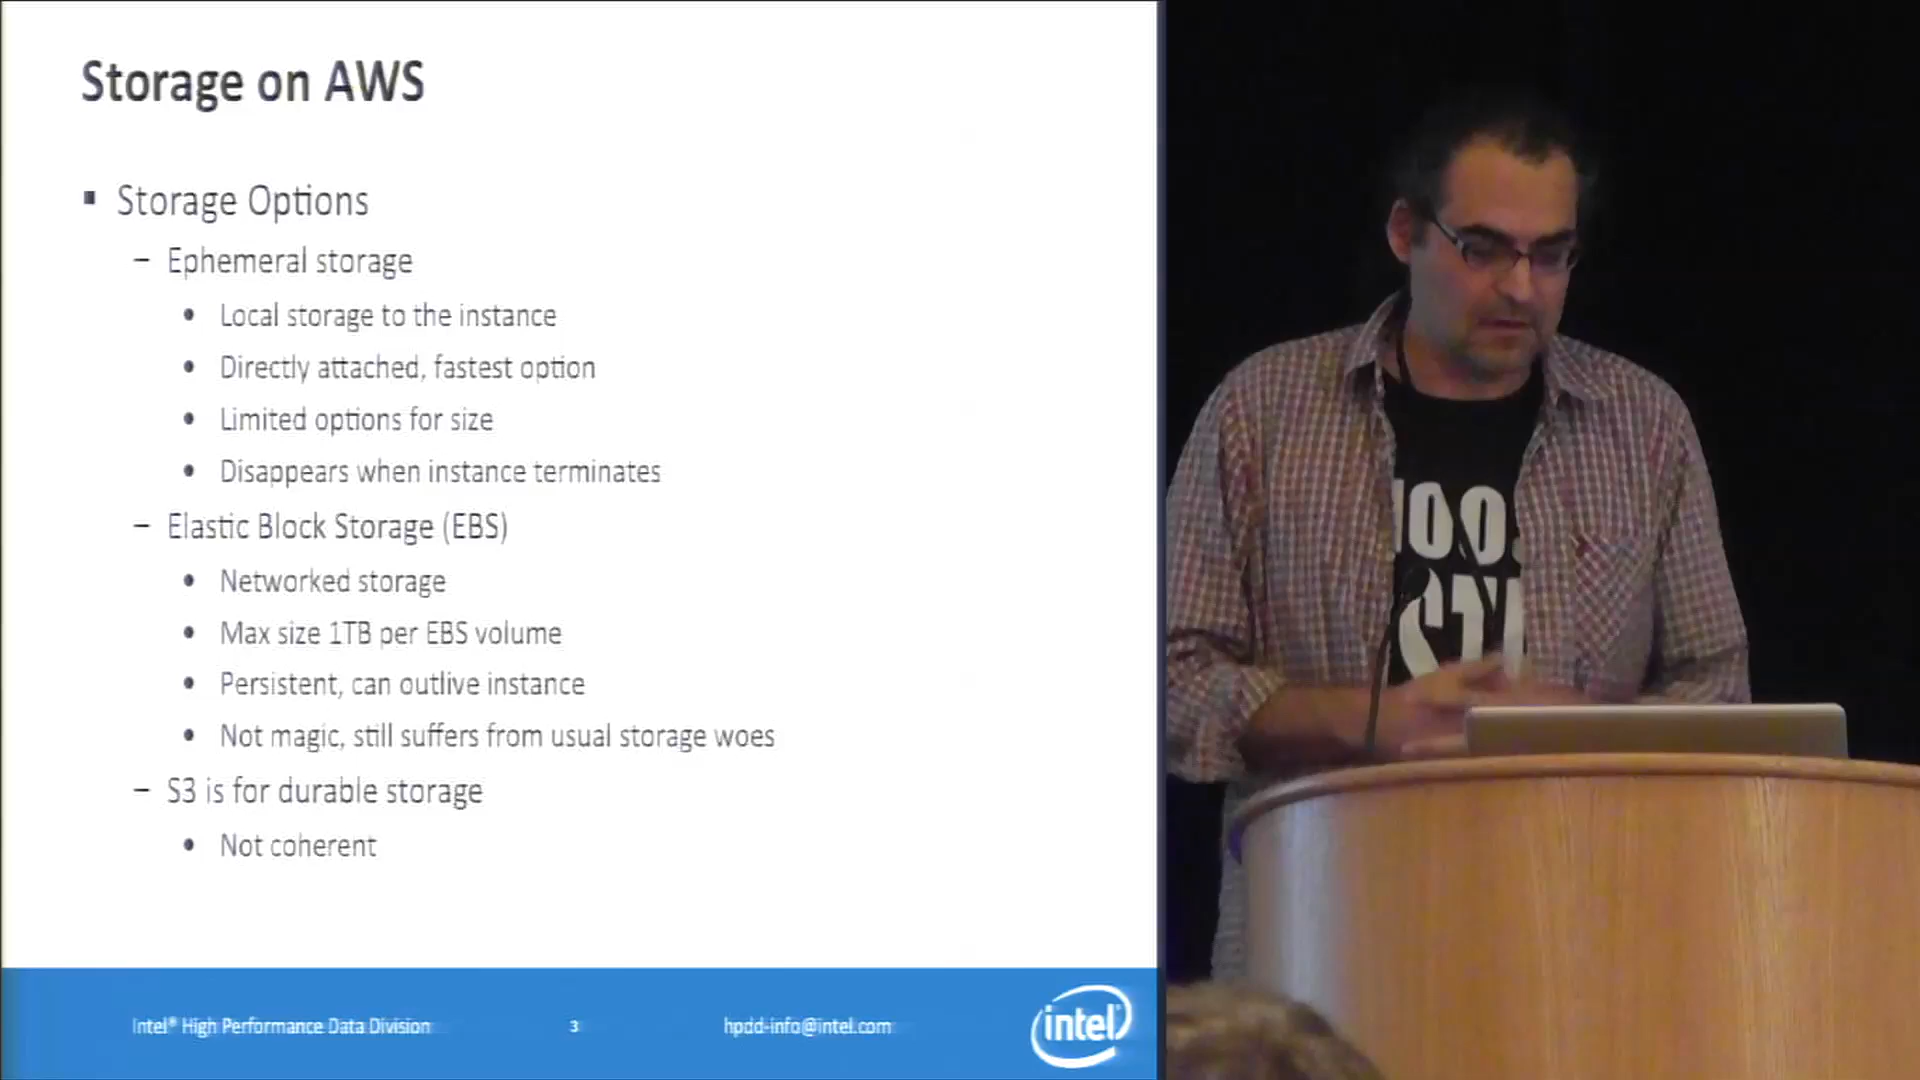 Storage on AWS
Storage Options
Ephemeral storage
Local storage to the instance
Directly attached, fastest option
Limited options for size
Disappears when instance terminates
Elastic Block Storage (EBS)
Networked storage
Max size 1TB per EBS volume
Persistent, can outlive instance
Not magic, still suffers from usual storage woes
S3 is for durable storage
Not coherent
Intel® High Performance Data Division
3
hpdd-info@intel.com
intel